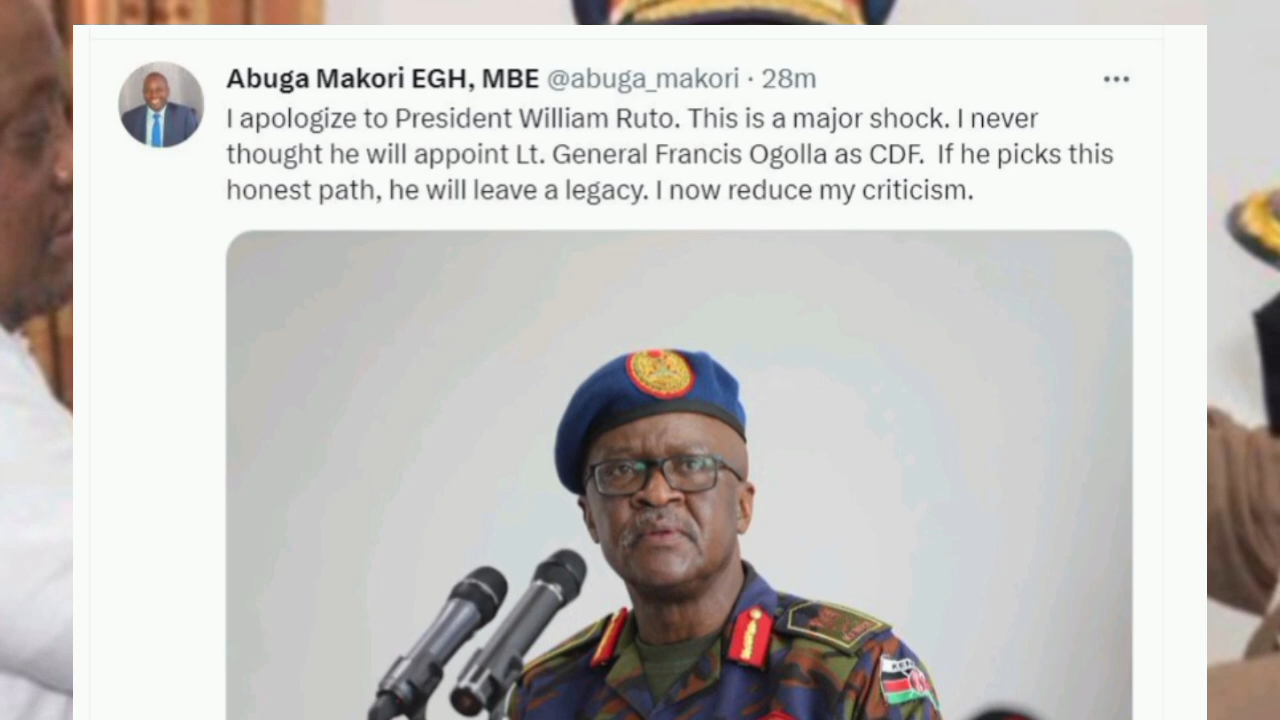 Abuga Makori EGH, MBE @abuga_makori · 28m
I apologize to President William Ruto. This is a major shock. I never
thought he will appoint Lt. General Francis Ogolla as CDF.  If he picks this
honest path, he will leave a legacy. I now reduce my criticism.